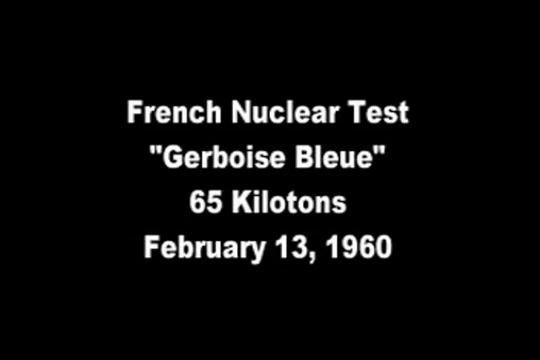 French Nuclear Test
"Gerboise Bleue"
65 Kilotons
February 13, 1960